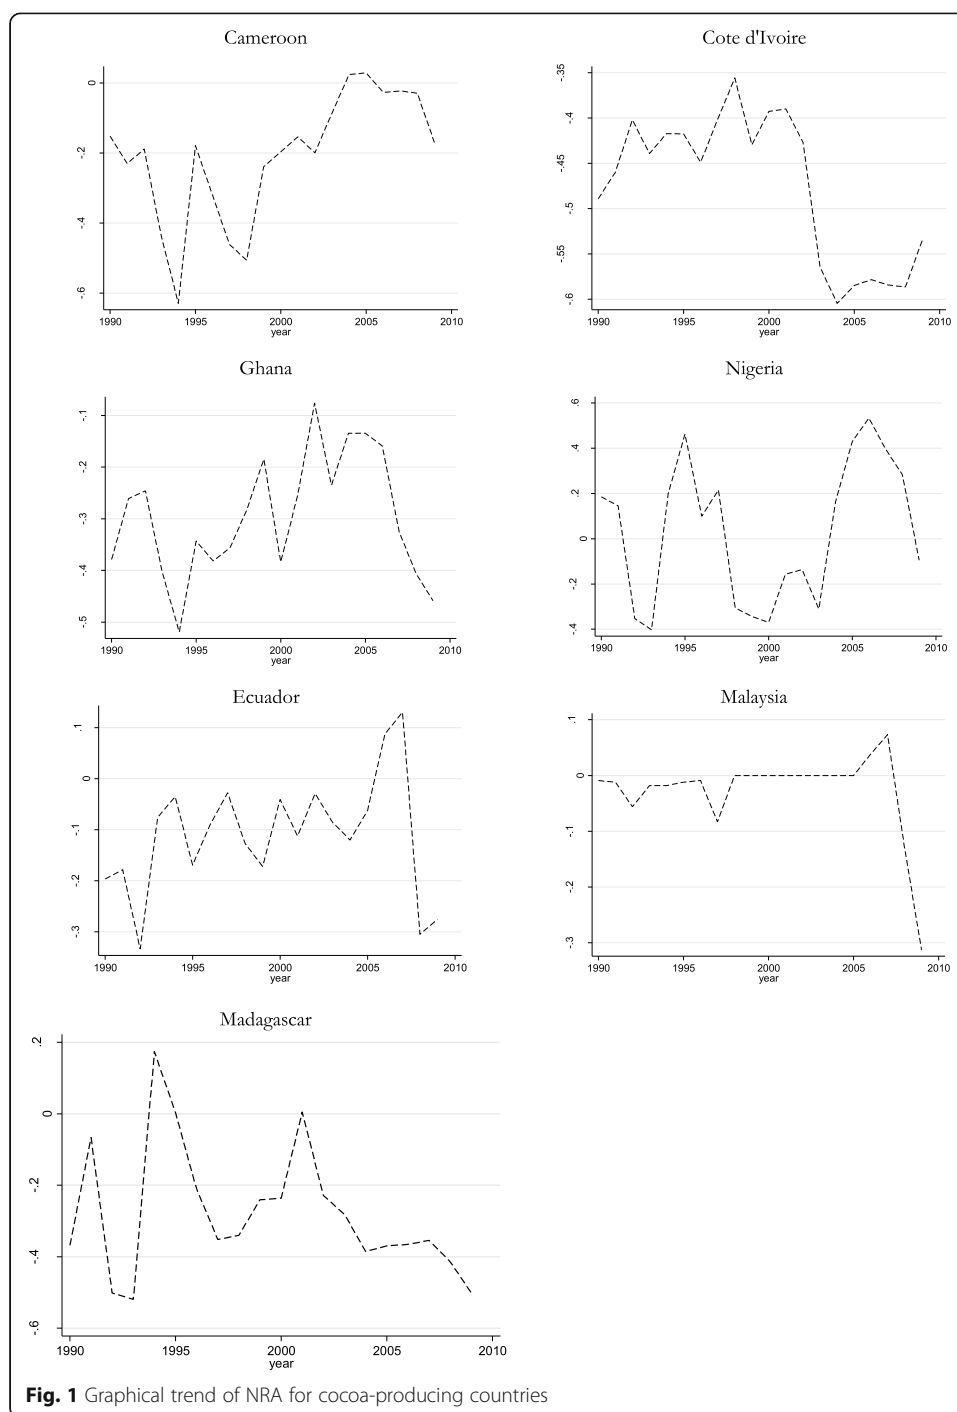 Cameroon
0
-.2
-.4
-.6
1990 1995 2000 2005 2010
year
Cote d'Ivoire
-.35
-.4
-.45
-.5
-.55
-.6
1990 1995 2000 2005 2010
year
Ghana
-.1
-.2
-.3
-.4
-.5
1990 1995 2000 2005 2010
year
Nigeria
.6
.4
.2
0
-.2
-.4
1990 1995 2000 2005 2010
year
Ecuador
.1
0
-.1
-.2
-.3
1990 1995 2000 2005 2010
year
Malaysia
.1
0
-.1
-.2
-.3
1990 1995 2000 2005 2010
year
Madagascar
.2
0
-.2
-.4
-.6
1990 1995 2000 2005 2010
year
Fig. 1 Graphical trend of NRA for cocoa-producing countries